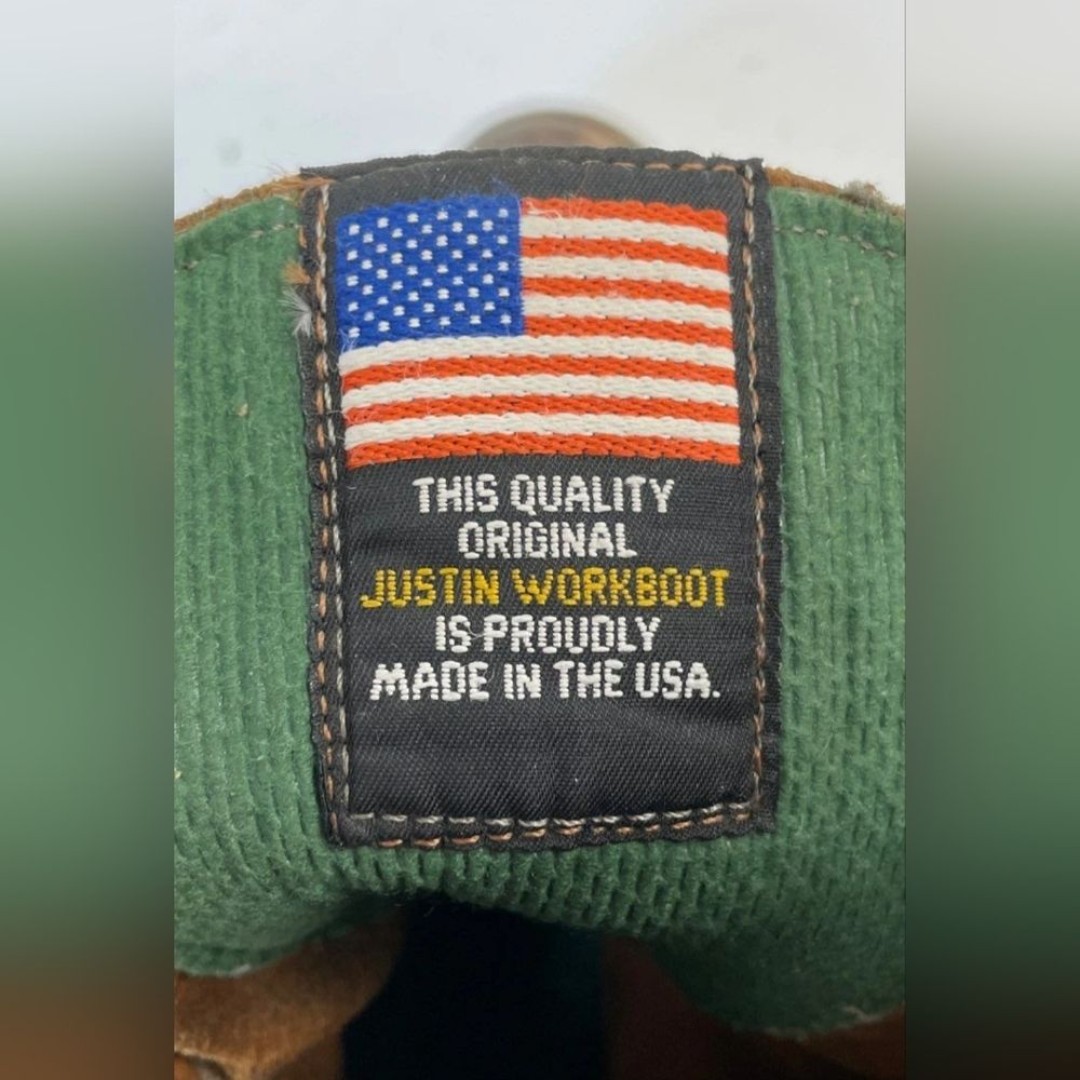 THIS QUALITY
ORIGINAL
JUSTIN WORKBOOT
IS PROUDLY
MADE IN THE USA.